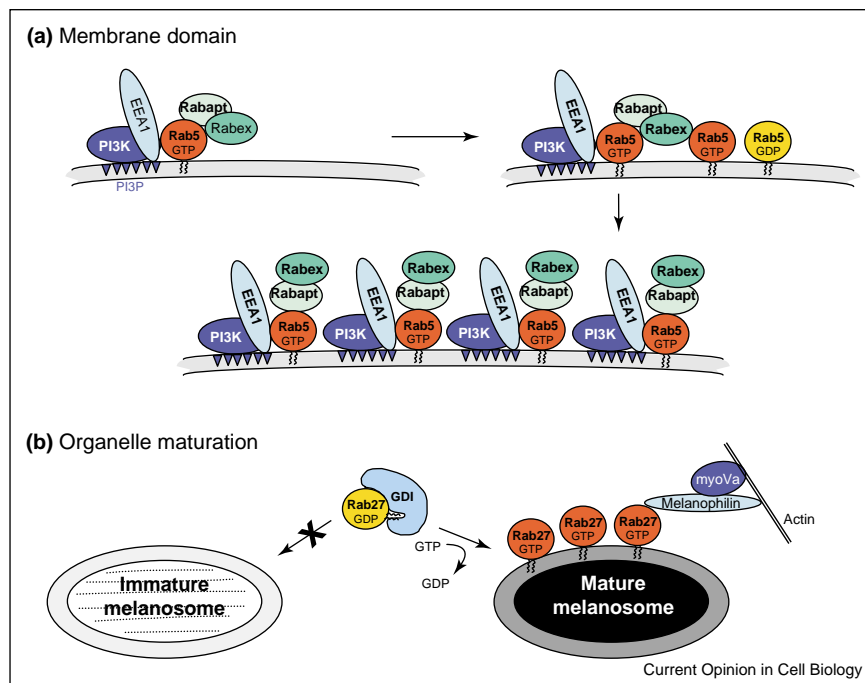 (a) Membrane domain
EEA1
Rabapt
Rabex
PI3K
Rab5
GTP
PI3P
EEA1
Rabapt
Rabex
PI3K
Rab5
GTP
Rab5
GTP
Rab5
GDP
EEA1
Rabex
Rabapt
PI3K
Rab5
GTP
EEA1
Rabex
Rabapt
PI3K
Rab5
GTP
EEA1
Rabex
Rabapt
PI3K
Rab5
GTP
EEA1
Rabex
Rabapt
PI3K
Rab5
GTP
(b) Organelle maturation
GDI
Rab27
GDP
GTP
GDP
Immature
melanosome
Rab27
GTP
Rab27
GTP
Rab27
GTP
myoVa
Melanophilin
Actin
Mature
melanosome
Current Opinion in Cell Biology